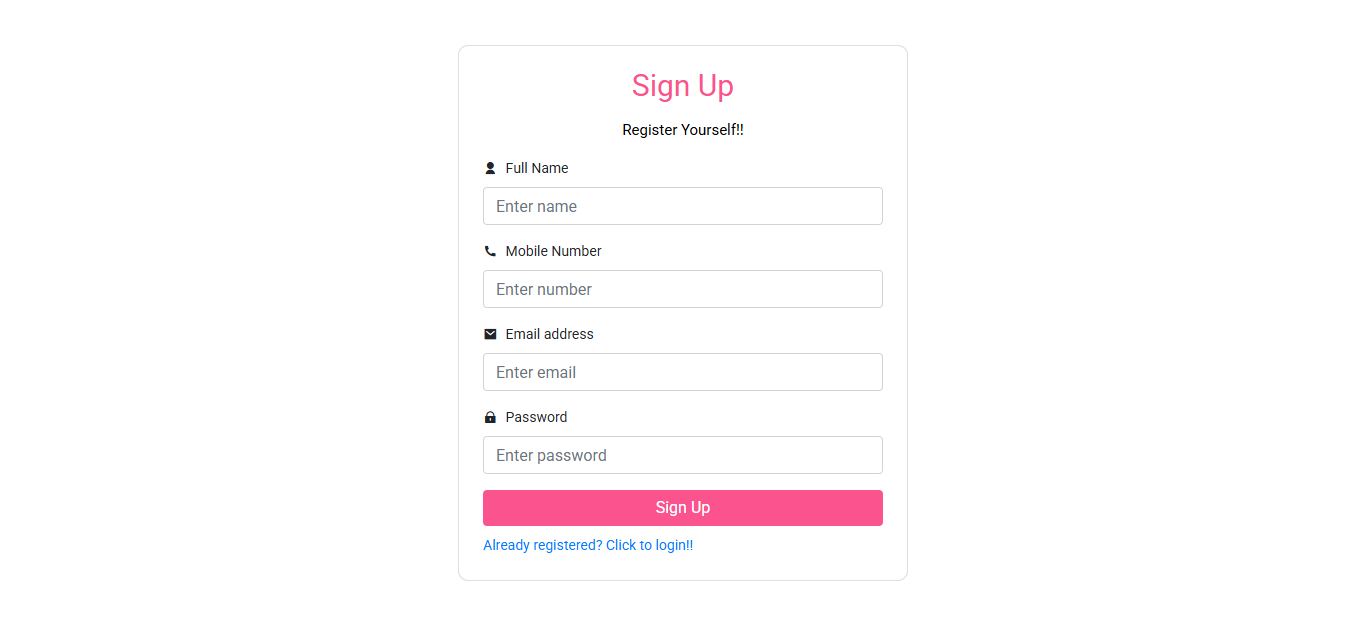 Sign Up
Register Yourself!!
Full Name
Enter name
Mobile Number
Enter number
Email address
Enter email
Password
Enter password
Sign Up
Already registered? Click to login!!